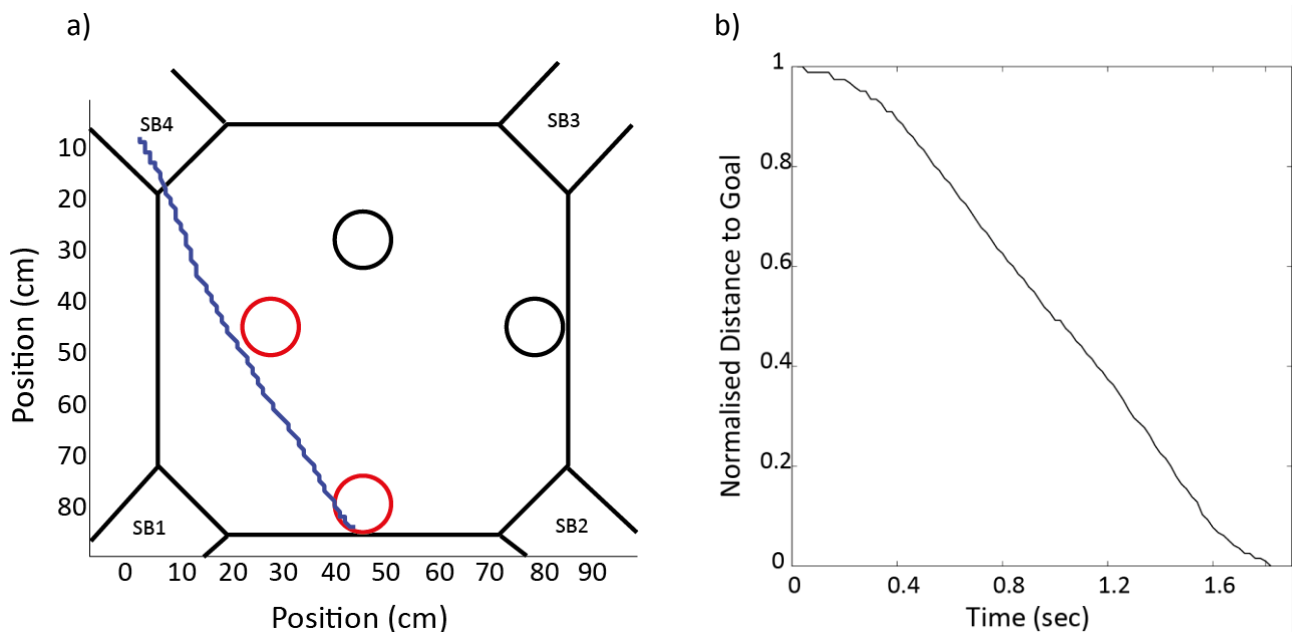 a)
SB4
SB3
10
20
30
40
50
60
70
80
Position (cm)
SB1
SB2
0 10 20 30 40 50 60 70 80 90
Position (cm)
b)
1
0.8
0.6
0.4
0.2
0
Normalised Distance to Goal
0 0.4 0.8 1.2 1.6
Time (sec)